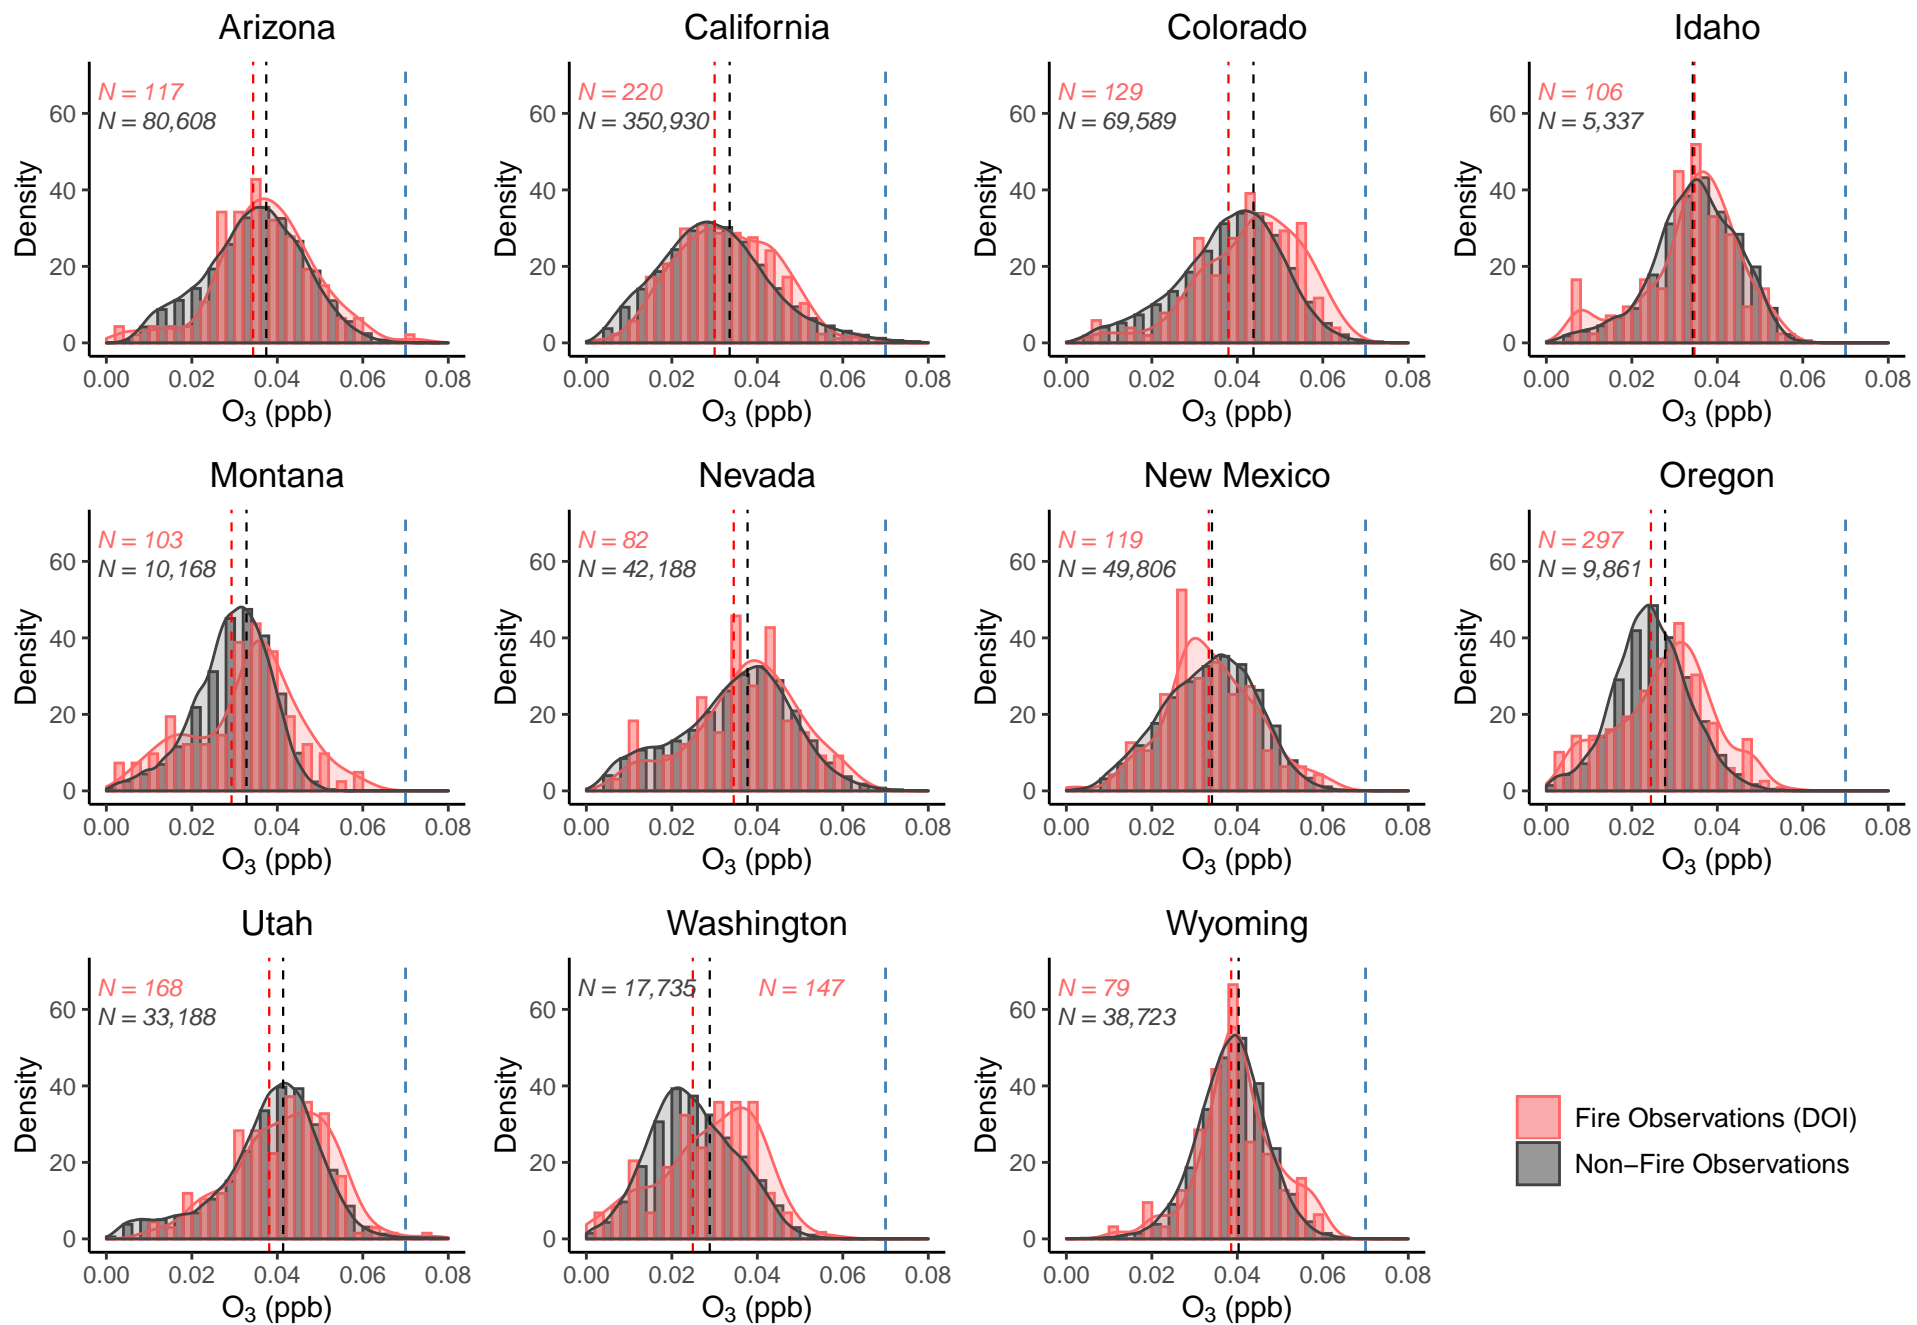 Arizona
California
Colorado
Idaho
N = 117
N = 80,608
N = 220
N = 350,930
N = 129
N = 69,589
N = 106
N = 5,337
Density
60
40
20
0
Density
60
40
20
0
Density
60
40
20
0
Density
60
40
20
0
0.00 0.02 0.04 0.06 0.08
0.00 0.02 0.04 0.06 0.08
0.00 0.02 0.04 0.06 0.08
0.00 0.02 0.04 0.06 0.08
O₃ (ppb)
O₃ (ppb)
O₃ (ppb)
O₃ (ppb)
Montana
Nevada
New Mexico
Oregon
N = 103
N = 10,168
N = 82
N = 42,188
N = 119
N = 49,806
N = 297
N = 9,861
Density
60
40
20
0
Density
60
40
20
0
Density
60
40
20
0
Density
60
40
20
0
0.00 0.02 0.04 0.06 0.08
0.00 0.02 0.04 0.06 0.08
0.00 0.02 0.04 0.06 0.08
0.00 0.02 0.04 0.06 0.08
O₃ (ppb)
O₃ (ppb)
O₃ (ppb)
O₃ (ppb)
Utah
Washington
Wyoming
N = 168
N = 33,188
N = 17,735
N = 147
N = 79
N = 38,723
Density
60
40
20
0
Density
60
40
20
0
Density
60
40
20
0
0.00 0.02 0.04 0.06 0.08
0.00 0.02 0.04 0.06 0.08
0.00 0.02 0.04 0.06 0.08
O₃ (ppb)
O₃ (ppb)
O₃ (ppb)
Fire Observations (DOI)
Non−Fire Observations